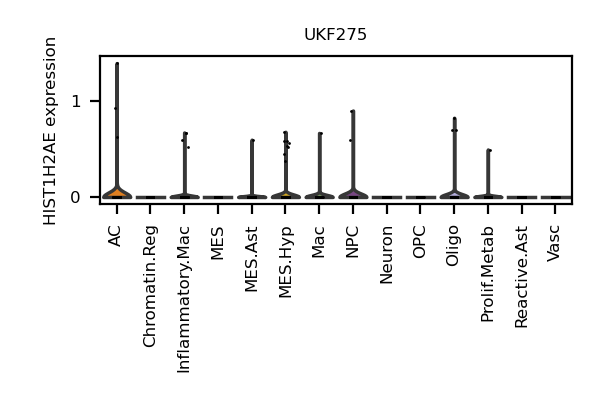 UKF275
HIST1H2AE expression
1
0
AC
Chromatin.Reg
Inflammatory.Mac
MES
MES.Ast
MES.Hyp
Mac
NPC
Neuron
OPC
Oligo
Prolif.Metab
Reactive.Ast
Vasc